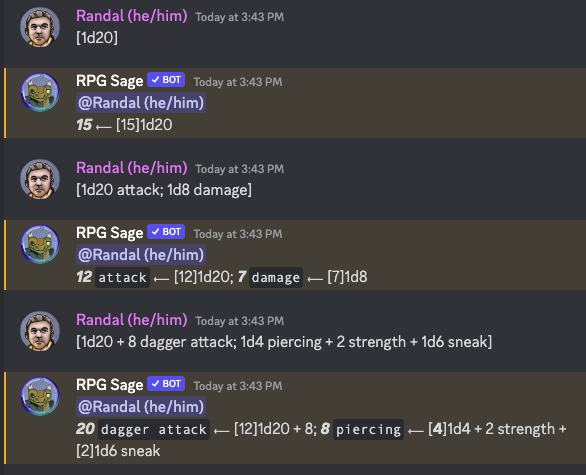 Randal (he/him) Today at 3:43 PM
[1d20]
RPG Sage ✓ BOT Today at 3:43 PM
@Randal (he/him)
15 ⟵ [15]1d20
Randal (he/him) Today at 3:43 PM
[1d20 attack; 1d8 damage]
RPG Sage ✓ BOT Today at 3:43 PM
@Randal (he/him)
12 attack ⟵ [12]1d20; 7 damage ⟵ [7]1d8
Randal (he/him) Today at 3:43 PM
[1d20 + 8 dagger attack; 1d4 piercing + 2 strength + 1d6 sneak]
RPG Sage ✓ BOT Today at 3:43 PM
@Randal (he/him)
20 dagger attack ⟵ [12]1d20 + 8; 8 piercing ⟵ [4]1d4 + 2 strength +
[2]1d6 sneak